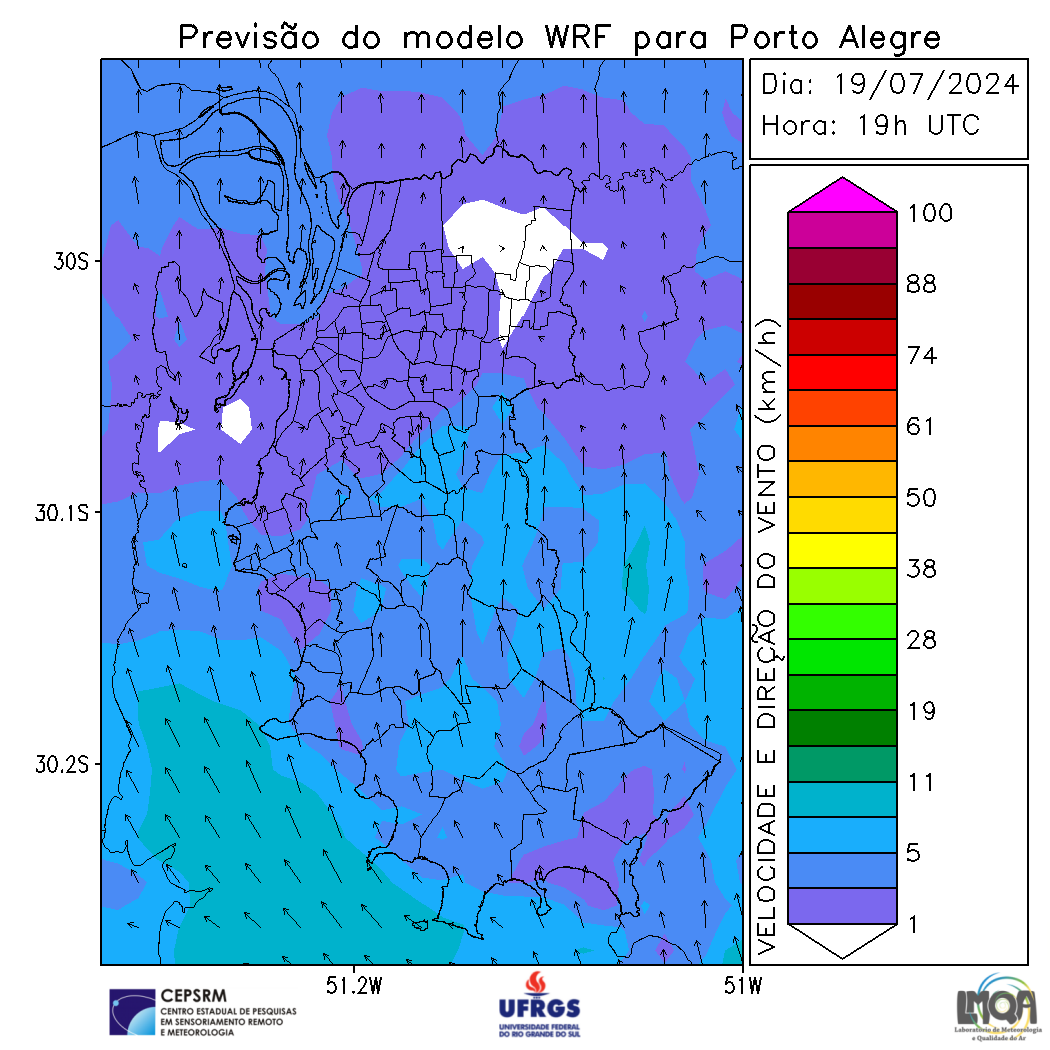 Previsão do modelo WRF para Porto Alegre
Dia: 19/07/2024
Hora: 19h UTC
30S
30.1S
30.2S
51.2W
51W
VELOCIDADE E DIREÇÃO DO VENTO (km/h)
100
88
74
61
50
38
28
19
11
5
1
CEPSRM
CENTRO ESTADUAL DE PESQUISAS
EM SENSORIAMENTO REMOTO
E METEOROLOGIA
UFRGS
UNIVERSIDADE FEDERAL
DO RIO GRANDE DO SUL
LMQA
Laboratório de Meteorologia
e Qualidade do Ar